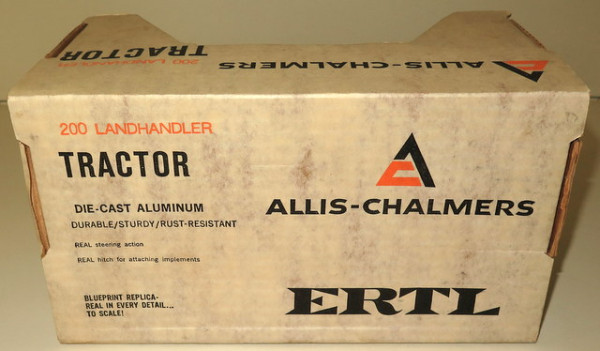 200 LANDHANDLER
TRACTOR
ALLIS-CHALMERS
200 LANDHANDLER
TRACTOR
DIE-CAST ALUMINUM
DURABLE/STURDY/RUST-RESISTANT
REAL steering action
REAL hitch for attaching implements
BLUEPRINT REPLICA-
REAL IN EVERY DETAIL...
TO SCALE!
ALLIS-CHALMERS
ERTL